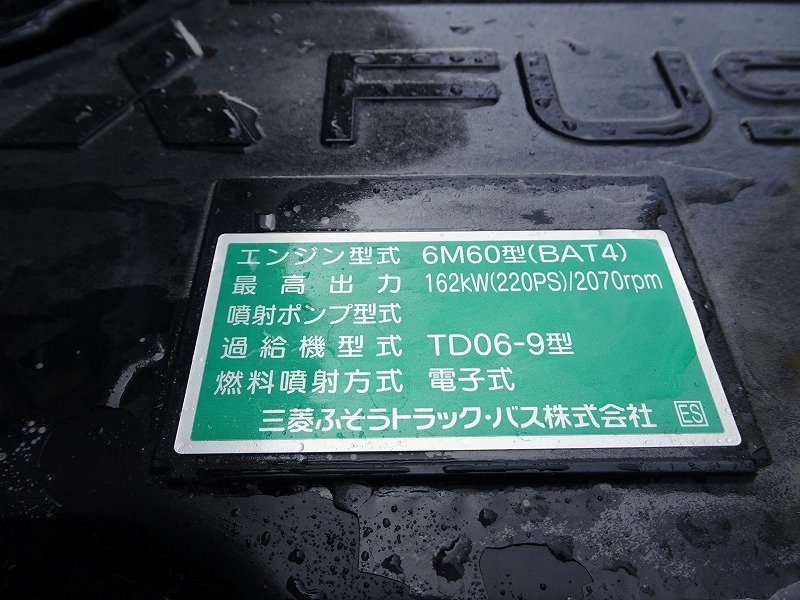 FUS
エンジン型式 6M60型(BAT4)
最高出力 162kW(220PS)/2070rpm
噴射ポンプ型式
過給機型式 TD06-9型
燃料噴射方式 電子式
三菱ふそうトラック・バス株式会社 ES